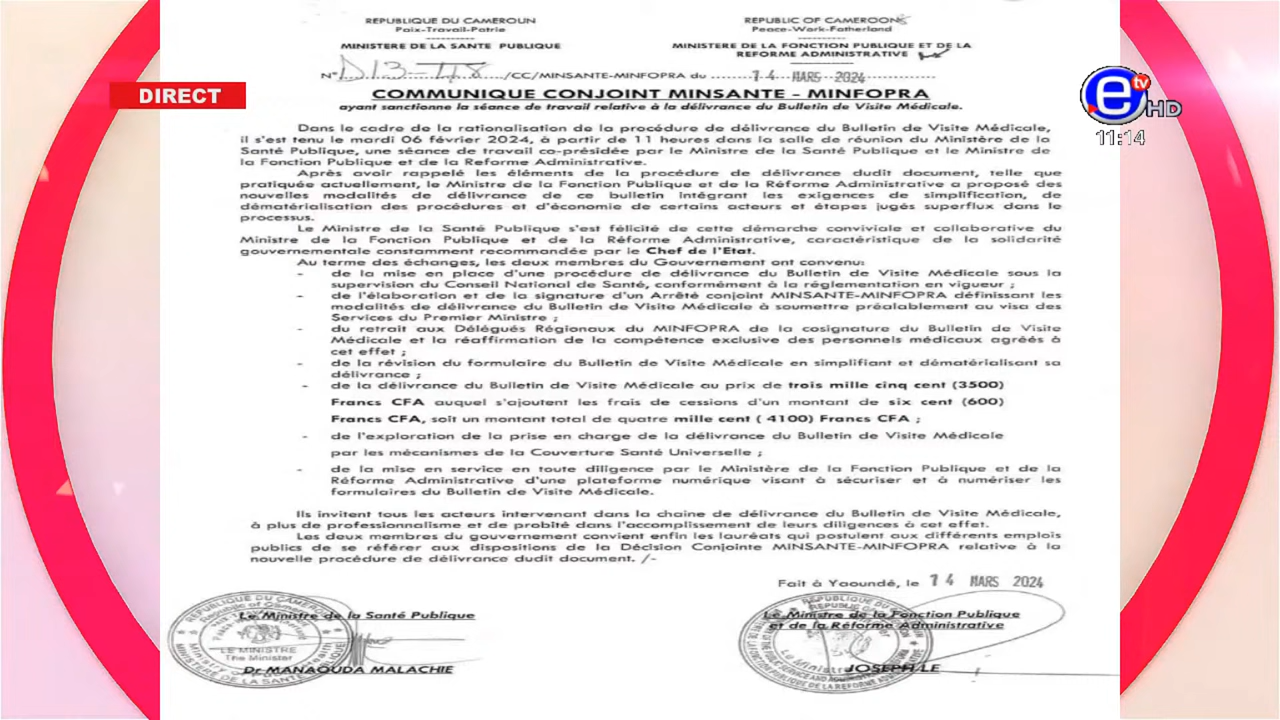 REPUBLIQUE DU CAMEROUN
Paix-Travail-Patrie
MINISTERE DE LA SANTE PUBLIQUE
REPUBLIC OF CAMEROON
Peace-Work-Fatherland
MINISTERE DE LA FONCTION PUBLIQUE ET DE LA
REFORME ADMINISTRATIVE
N° /CC/MINSANTE-MINFOPRA du 14 MARS 2024
DIRECT
e tv HD
11:14
COMMUNIQUE CONJOINT MINSANTE - MINFOPRA
ayant sanctionne la séance de travail relative à la délivrance du Bulletin de Visite Médicale.
Dans le cadre de la rationalisation de la procédure de délivrance du Bulletin de Visite Médicale,
il s'est tenu le mardi 06 février 2024, à partir de 11 heures dans la salle de réunion du Ministère de la
Santé Publique, une séance de travail co-présidée par le Ministre de la Santé Publique et le Ministre de
la Fonction Publique et de la Reforme Administrative.
Après avoir rappelé les éléments de la procédure de délivrance dudit document, telle que
pratiquée actuellement, le Ministre de la Fonction Publique et de la Réforme Administrative a proposé des
nouvelles modalités de délivrance de ce bulletin intégrant les exigences de simplification, de
dématérialisation des procédures et d'économie de certains acteurs et étapes jugés superflux dans le
processus.
Le Ministre de la Santé Publique s'est félicité de cette démarche conviviale et collaborative du
Ministre de la Fonction Publique et de la Réforme Administrative, caractéristique de la solidarité
gouvernementale constamment recommandée par le Chef de l'Etat.
Au terme des échanges, les deux membres du Gouvernement ont convenu:
- de la mise en place d'une procédure de délivrance du Bulletin de Visite Médicale sous la
supervision du Conseil National de Santé, conformément à la réglementation en vigueur ;
- de l'élaboration et de la signature d'un Arrêté conjoint MINSANTE-MINFOPRA définissant les
modalités de délivrance du Bulletin de Visite Médicale à soumettre préalablement au visa des
Services du Premier Ministre ;
- du retrait aux Délégués Régionaux du MINFOPRA de la cosignature du Bulletin de Visite
Médicale et la réaffirmation de la compétence exclusive des personnels médicaux agréés à
cet effet ;
- de la révision du formulaire du Bulletin de Visite Médicale en simplifiant et dématérialisant sa
délivrance ;
- de la délivrance du Bulletin de Visite Médicale au prix de trois mille cinq cent (3500)
Francs CFA auquel s'ajoutent les frais de cessions d'un montant de six cent (600)
Francs CFA, soit un montant total de quatre mille cent ( 4100) Francs CFA ;
- de l'exploration de la prise en charge de la délivrance du Bulletin de Visite Médicale
par les mécanismes de la Couverture Santé Universelle ;
- de la mise en service en toute diligence par le Ministère de la Fonction Publique et de la
Réforme Administrative d'une plateforme numérique visant à sécuriser et à numériser les
formulaires du Bulletin de Visite Médicale.
Ils invitent tous les acteurs intervenant dans la chaine de délivrance du Bulletin de Visite Médicale,
à plus de professionnalisme et de probité dans l'accomplissement de leurs diligences à cet effet.
Les deux membres du gouvernement convient enfin les lauréats qui postulent aux différents emplois
publics de se référer aux dispositions de la Décision Conjointe MINSANTE-MINFOPRA relative à la
nouvelle procédure de délivrance dudit document. /-
Fait à Yaoundé, le 14 MARS 2024
Le Ministre de la Santé Publique
LE MINISTRE
The Minister
Dr MANAOUDA MALACHIE
Le Ministre de la Fonction Publique
et de la Réforme Administrative
JOSEPH LE